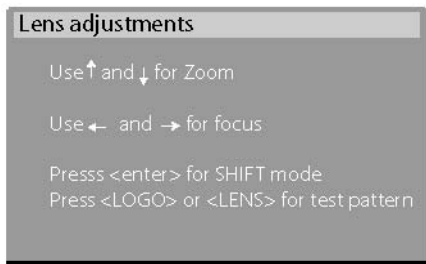 Lens adjustments
Use ↑ and ↓ for Zoom
Use ← and → for focus
Presss <enter> for SHIFT mode
Press <LOGO> or <LENS> for test pattern